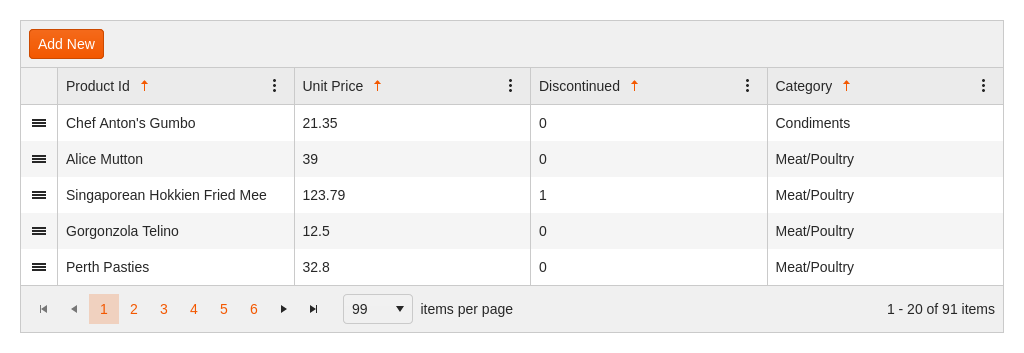 Add New
Product Id Unit Price Discontinued Category
Chef Anton's Gumbo 21.35 0 Condiments
Alice Mutton 39 0 Meat/Poultry
Singaporean Hokkien Fried Mee 123.79 1 Meat/Poultry
Gorgonzola Telino 12.5 0 Meat/Poultry
Perth Pasties 32.8 0 Meat/Poultry
1 2 3 4 5 6 99 items per page 1 - 20 of 91 items